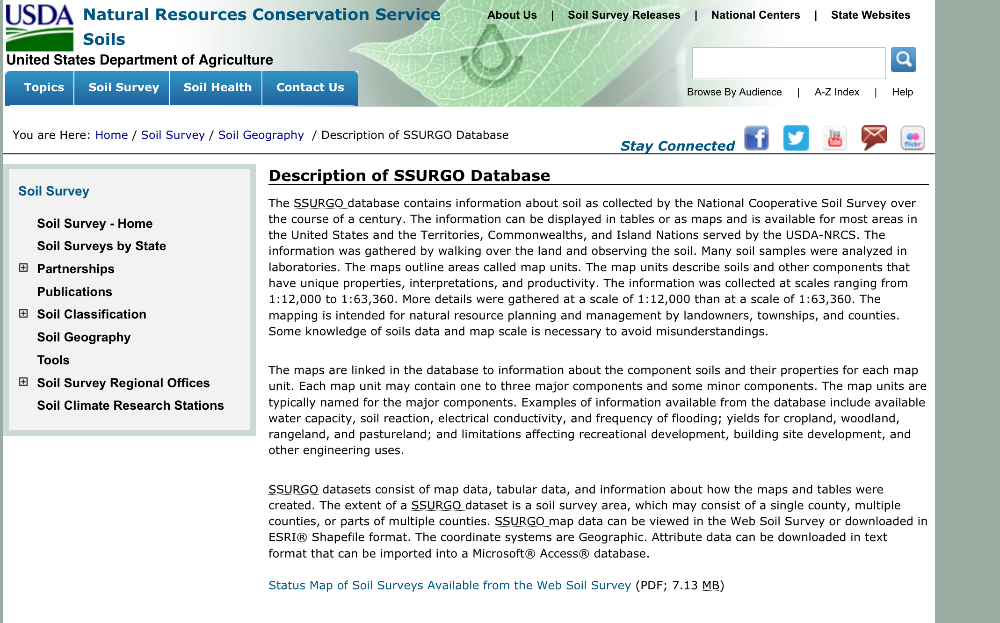 USDA
Natural Resources Conservation Service
Soils
United States Department of Agriculture
About Us | Soil Survey Releases | National Centers | State Websites
Browse By Audience | A-Z Index | Help
Topics
Soil Survey
Soil Health
Contact Us
You are Here: Home / Soil Survey / Soil Geography / Description of SSURGO Database
Stay Connected
f
You Tube
flickr
Soil Survey
Soil Survey - Home
Soil Surveys by State
Partnerships
Publications
Soil Classification
Soil Geography
Tools
Soil Survey Regional Offices
Soil Climate Research Stations
Description of SSURGO Database
The SSURGO database contains information about soil as collected by the National Cooperative Soil Survey over
the course of a century. The information can be displayed in tables or as maps and is available for most areas in
the United States and the Territories, Commonwealths, and Island Nations served by the USDA-NRCS. The
information was gathered by walking over the land and observing the soil. Many soil samples were analyzed in
laboratories. The maps outline areas called map units. The map units describe soils and other components that
have unique properties, interpretations, and productivity. The information was collected at scales ranging from
1:12,000 to 1:63,360. More details were gathered at a scale of 1:12,000 than at a scale of 1:63,360. The
mapping is intended for natural resource planning and management by landowners, townships, and counties.
Some knowledge of soils data and map scale is necessary to avoid misunderstandings.
The maps are linked in the database to information about the component soils and their properties for each map
unit. Each map unit may contain one to three major components and some minor components. The map units are
typically named for the major components. Examples of information available from the database include available
water capacity, soil reaction, electrical conductivity, and frequency of flooding; yields for cropland, woodland,
rangeland, and pastureland; and limitations affecting recreational development, building site development, and
other engineering uses.
SSURGO datasets consist of map data, tabular data, and information about how the maps and tables were
created. The extent of a SSURGO dataset is a soil survey area, which may consist of a single county, multiple
counties, or parts of multiple counties. SSURGO map data can be viewed in the Web Soil Survey or downloaded in
ESRI® Shapefile format. The coordinate systems are Geographic. Attribute data can be downloaded in text
format that can be imported into a Microsoft® Access® database.
Status Map of Soil Surveys Available from the Web Soil Survey (PDF; 7.13 MB)